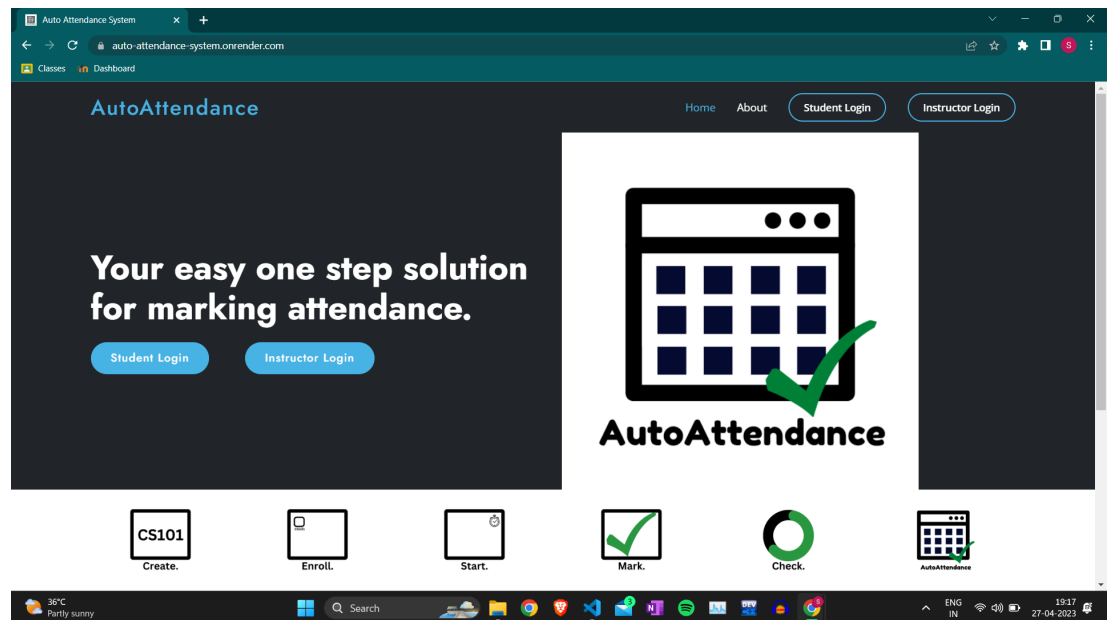 Auto Attendance System
auto-attendance-system.onrender.com
S
Classes
Dashboard
AutoAttendance
Home
About
Student Login
Instructor Login
Your easy one step solution
for marking attendance.
Student Login
Instructor Login
AutoAttendance
CS101
Create.
Enroll.
Start.
Mark.
Check.
AutoAttendance
36°C
Partly sunny
Search
3
DEV
S
ENG
IN
19:17
27-04-2023